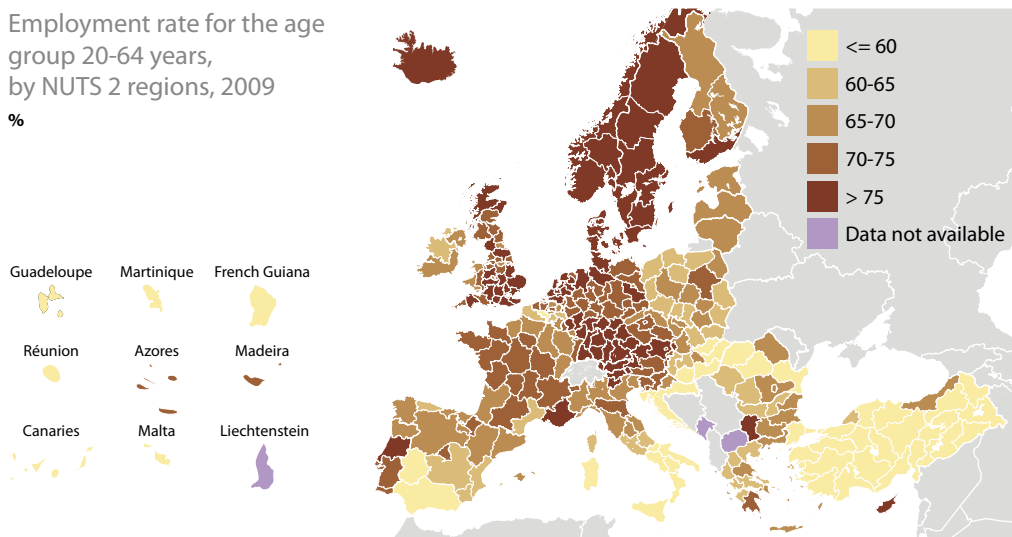 Employment rate for the age
group 20-64 years,
by NUTS 2 regions, 2009
%
<= 60
60-65
65-70
70-75
> 75
Data not available
Guadeloupe Martinique French Guiana
Réunion Azores Madeira
Canaries Malta Liechtenstein